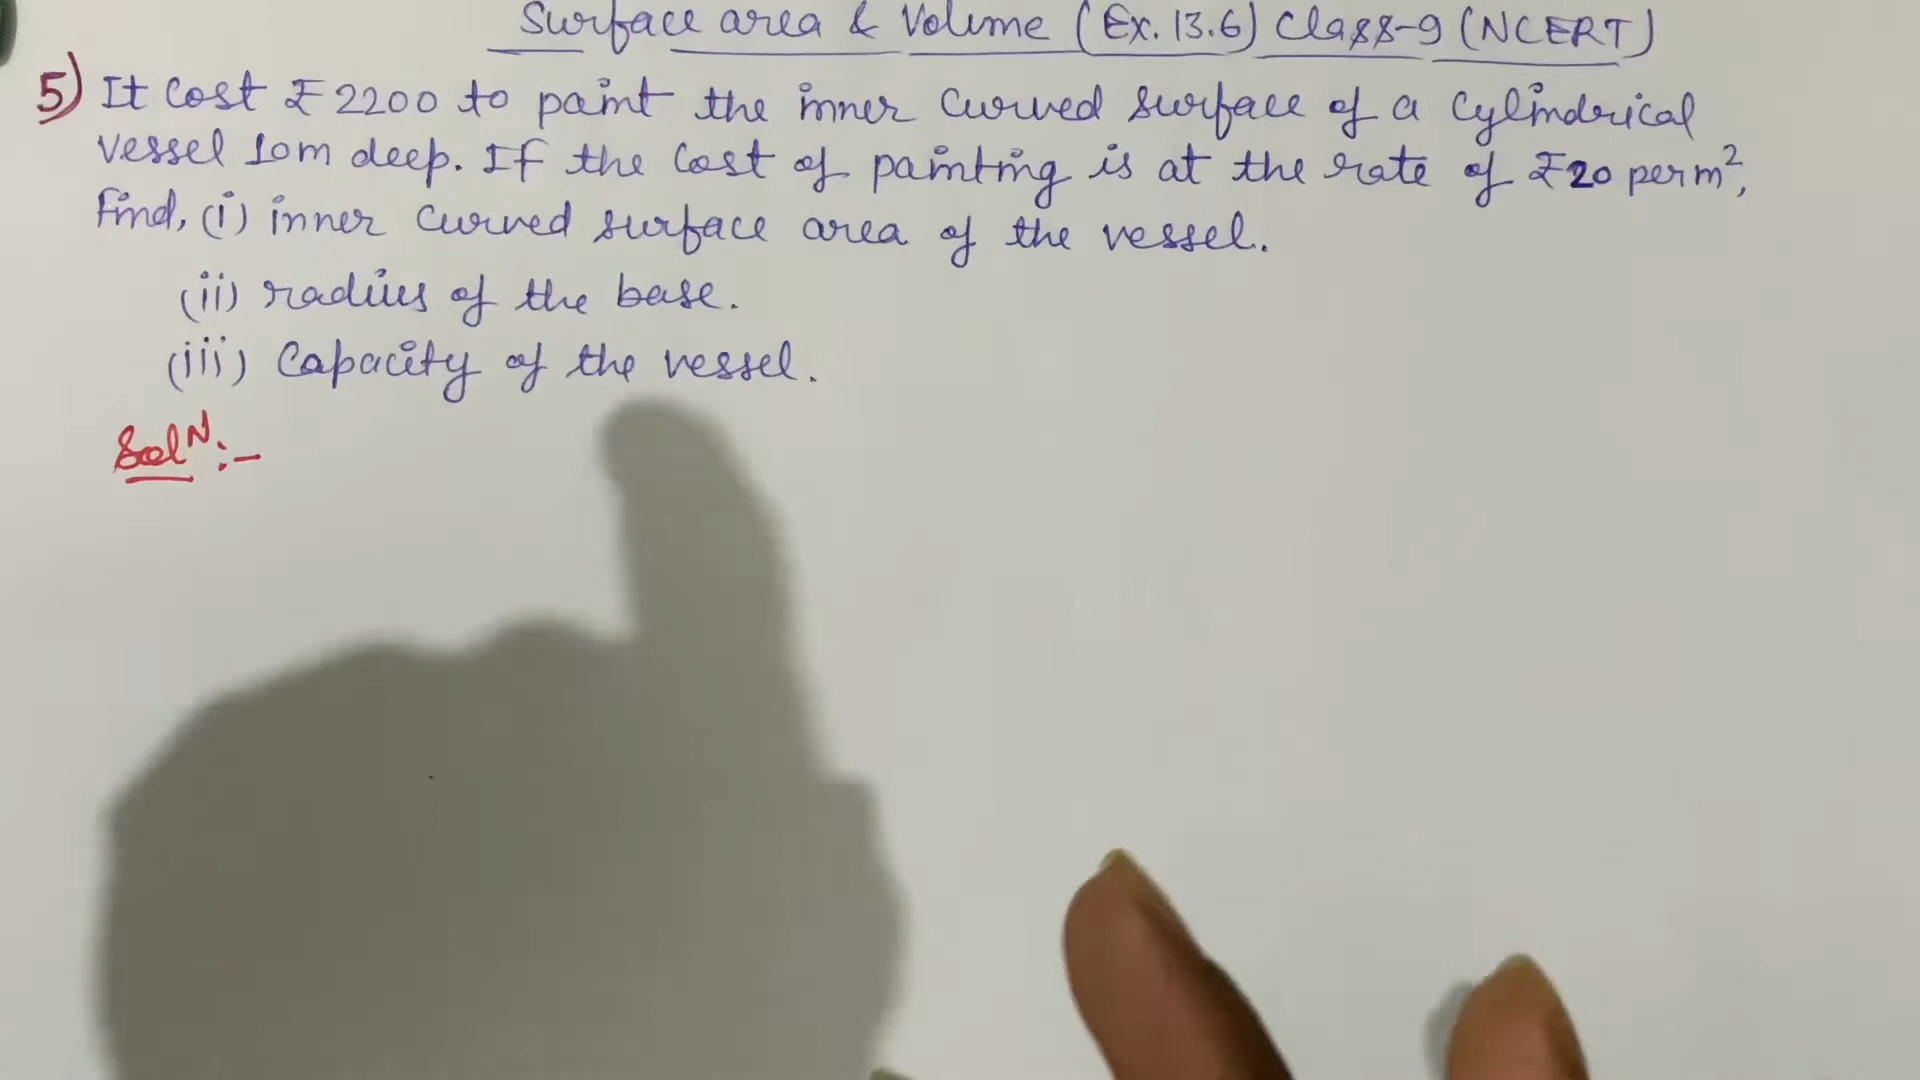 Surface area & Volume (Ex. 13.6) Class-9 (NCERT)
5) It Cost ₹2200 to paint the inner Curved Surface of a Cylindrical
vessel 10m deep. If the Cost of painting is at the rate of ₹20 per m²,
Find, (i) inner Curved surface area of the vessel.
(ii) radius of the base.
(iii) Capacity of the vessel.
Solᴺ:-